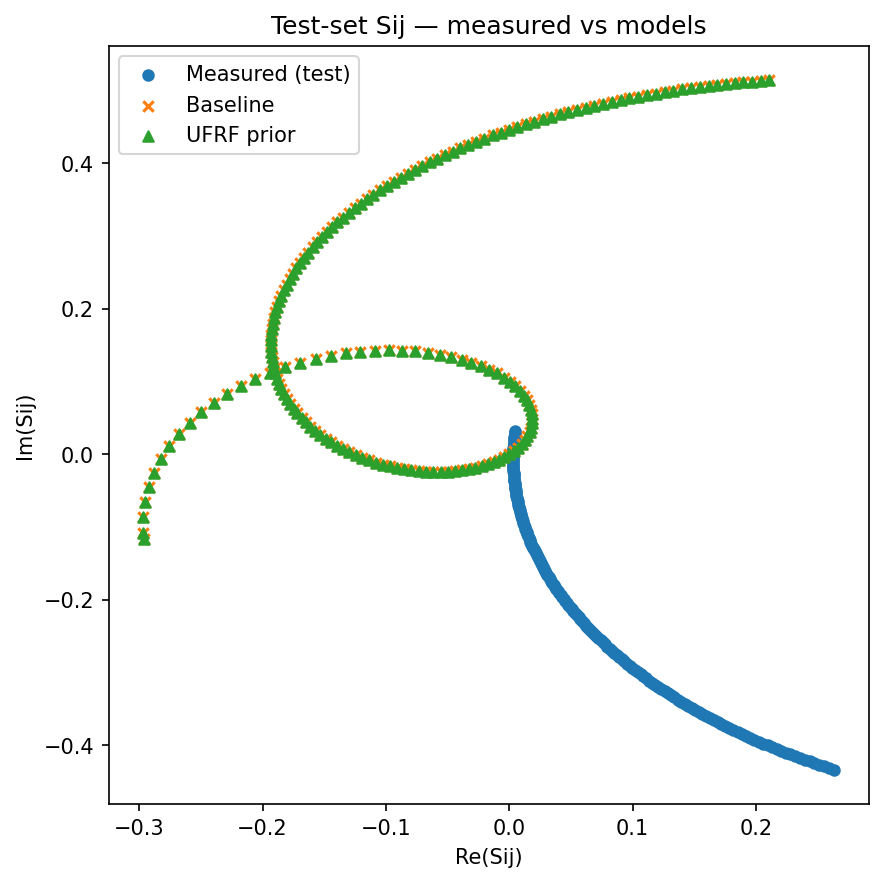 Test-set Sij — measured vs models
Measured (test)
Baseline
UFRF prior
Im(Sij)
0.4
0.2
0.0
−0.2
−0.4
−0.3
−0.2
−0.1
0.0
0.1
0.2
Re(Sij)